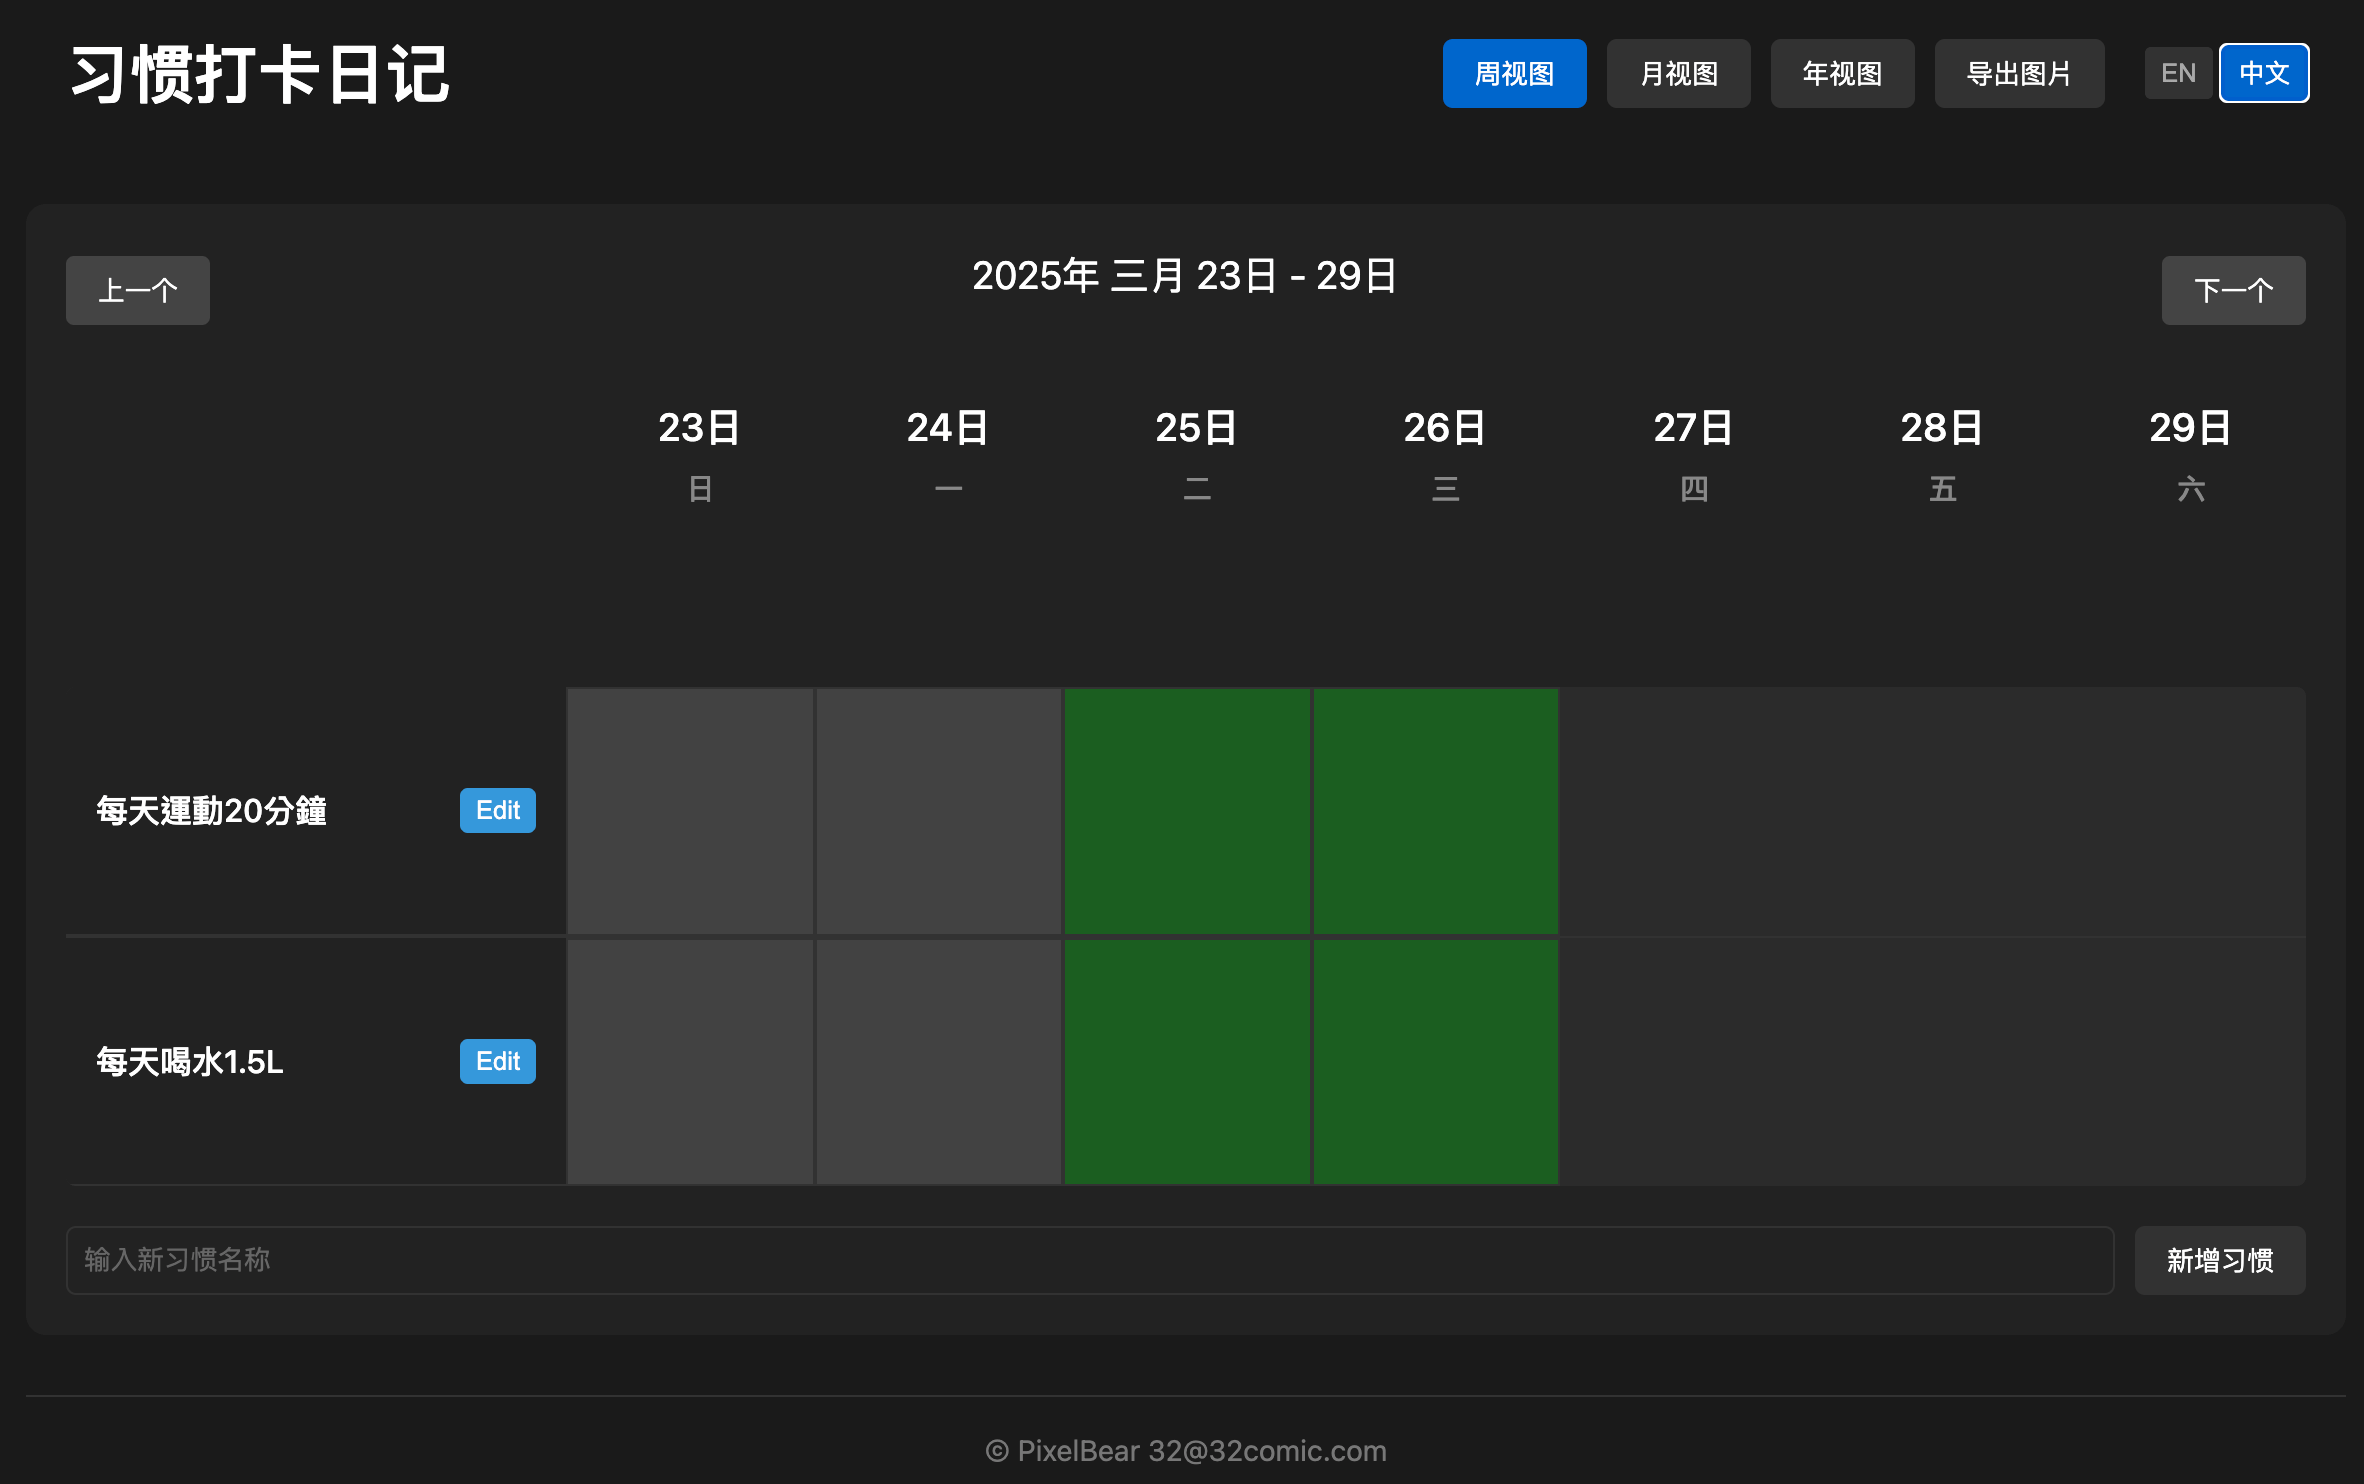 习惯打卡日记
周视图 月视图 年视图 导出图片 EN 中文
上一个 2025年 三月 23日 - 29日 下一个
23日 24日 25日 26日 27日 28日 29日
日 一 二 三 四 五 六
每天運動20分鐘 Edit
每天喝水1.5L Edit
输入新习惯名称 新增习惯
© PixelBear 32@32comic.com